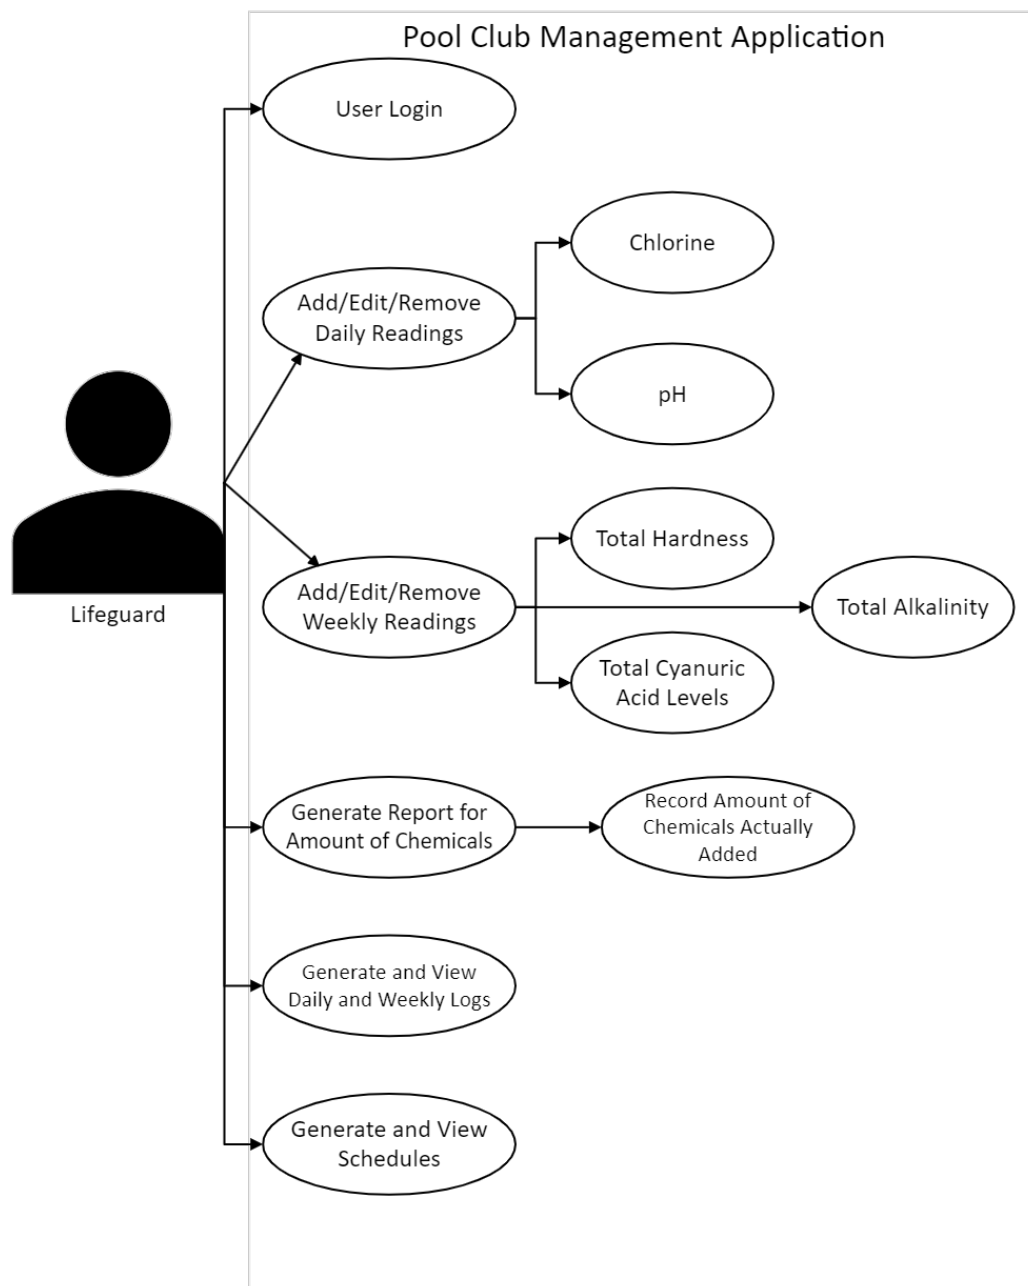 Pool Club Management Application
User Login
Chlorine
Add/Edit/Remove
Daily Readings
pH
Total Hardness
Add/Edit/Remove
Weekly Readings
Total Alkalinity
Lifeguard
Total Cyanuric
Acid Levels
Generate Report for
Amount of Chemicals
Record Amount of
Chemicals Actually
Added
Generate and View
Daily and Weekly Logs
Generate and View
Schedules